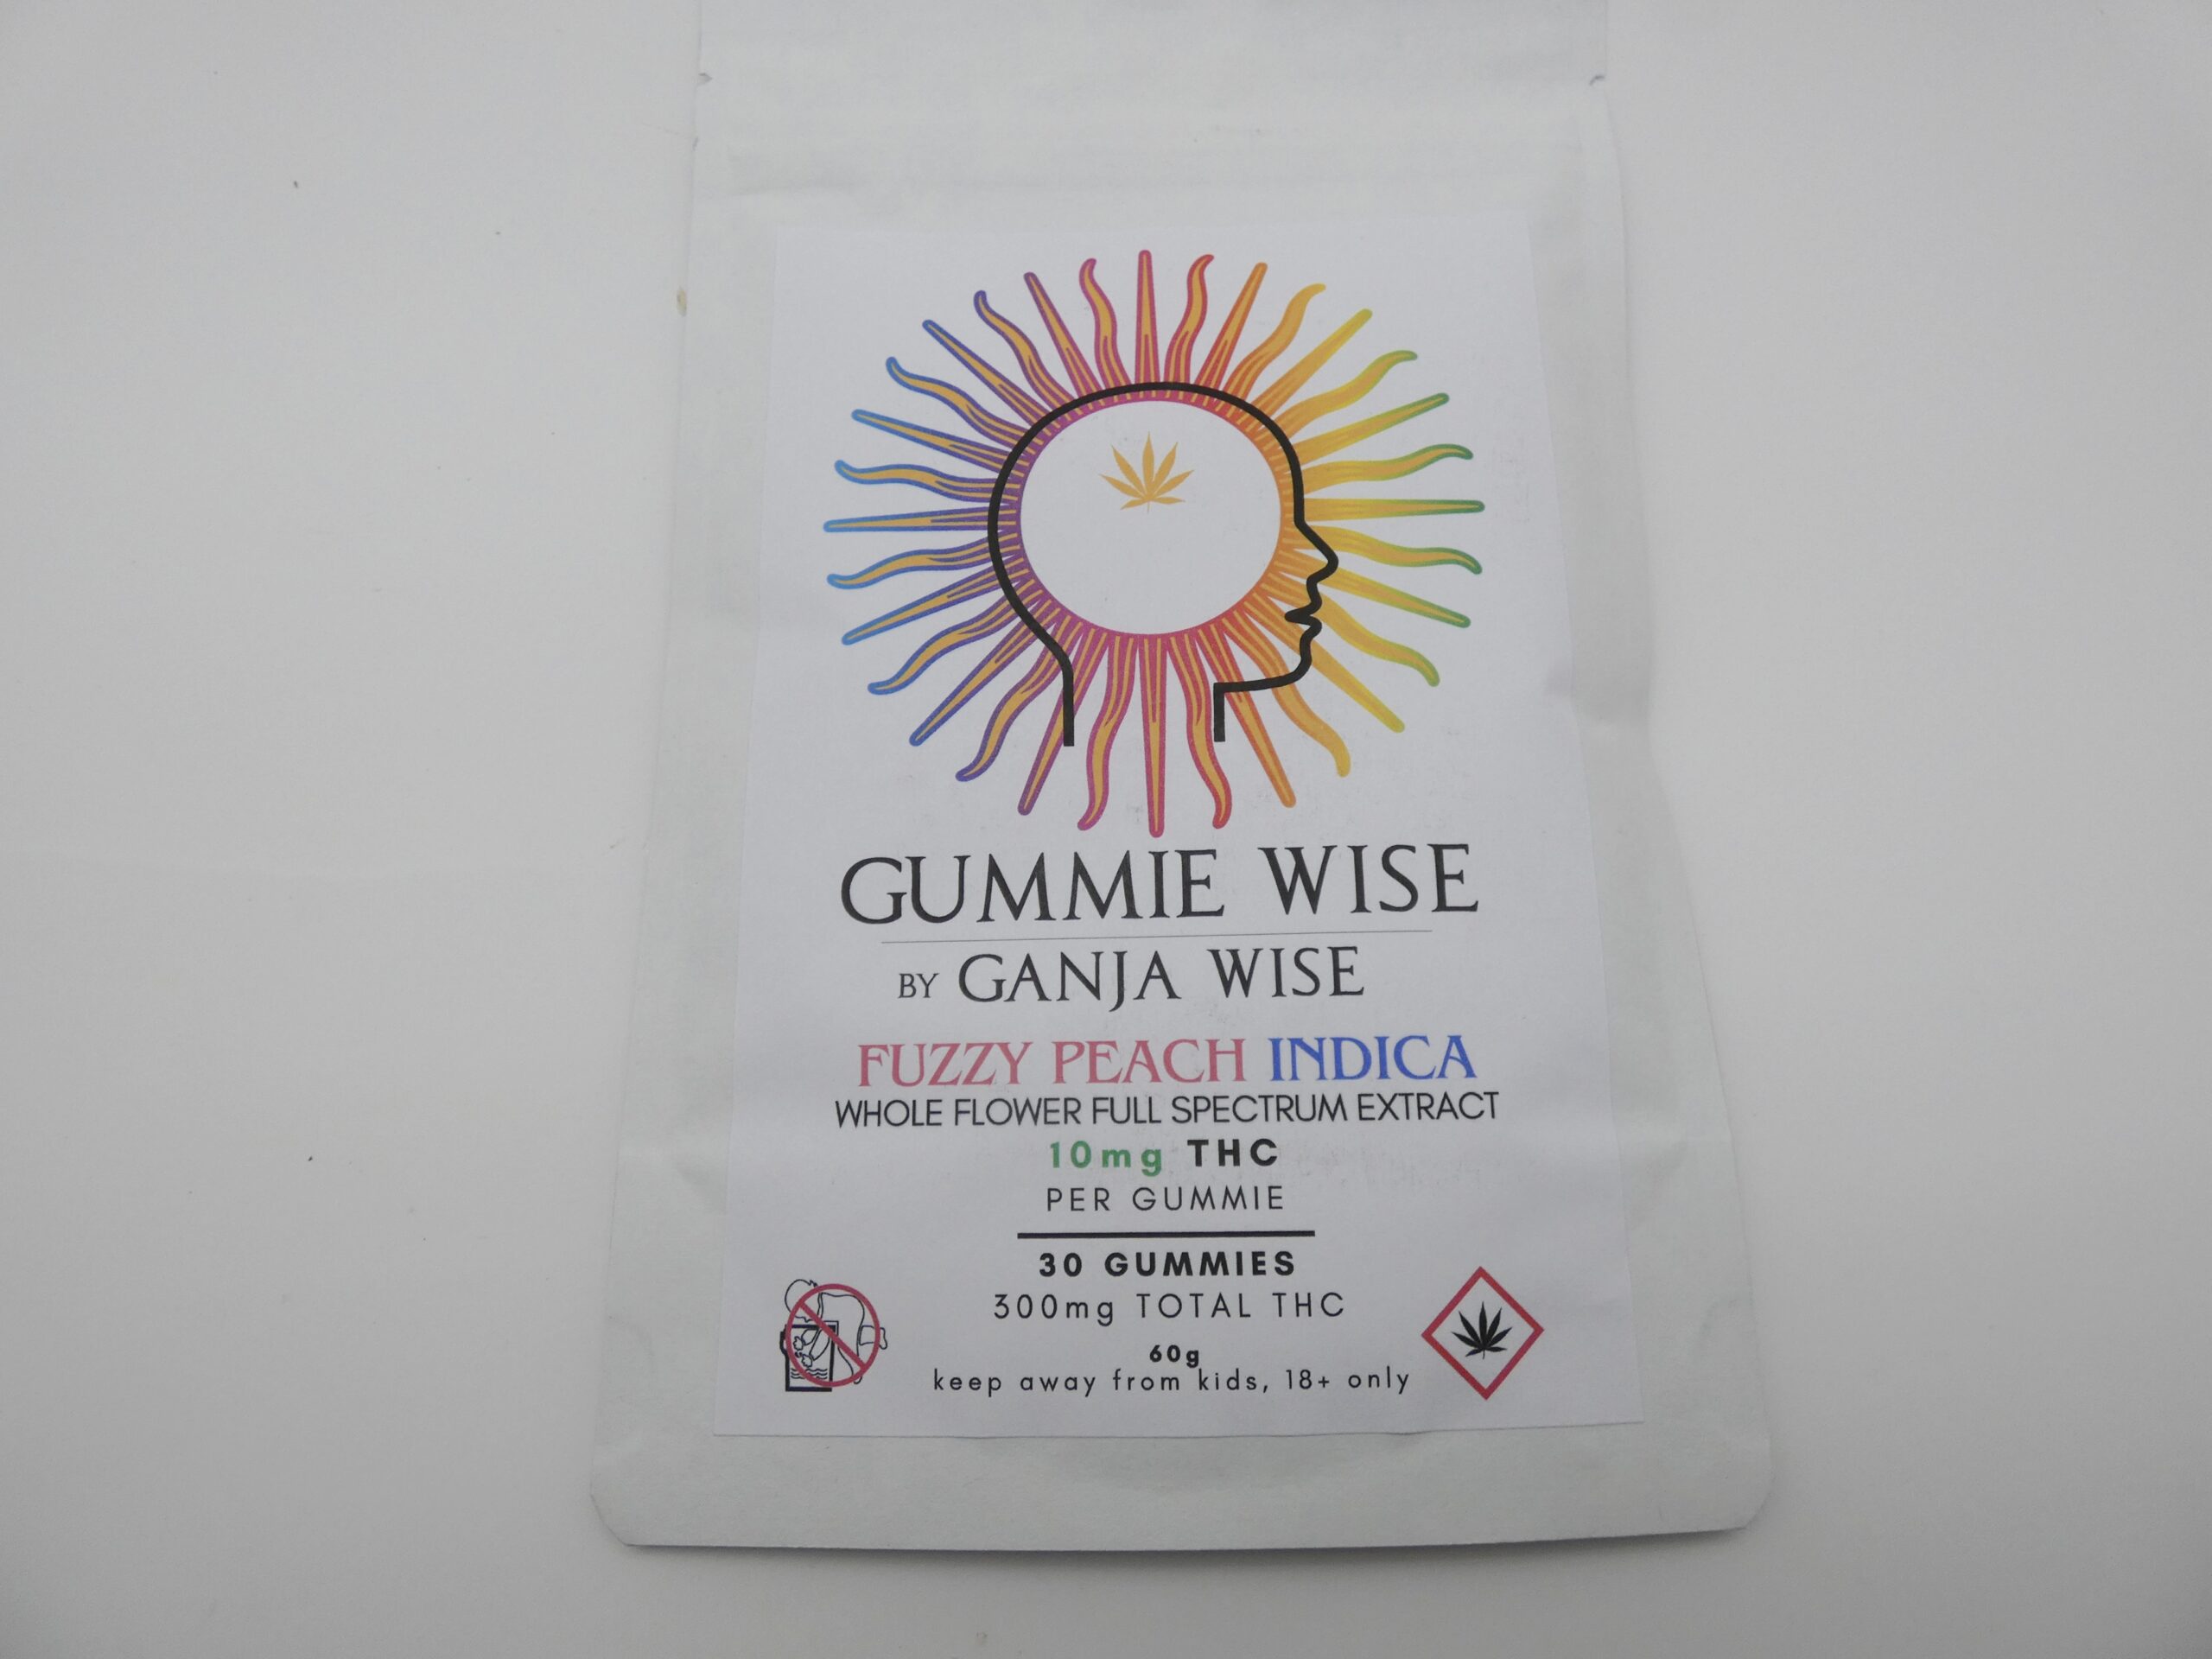 GUMMIE WISE
BY GANJA WISE
FUZZY PEACH INDICA
WHOLE FLOWER FULL SPECTRUM EXTRACT
10mg THC
PER GUMMIE
30 GUMMIES
300mg TOTAL THC
60g
keep away from kids, 18+ only